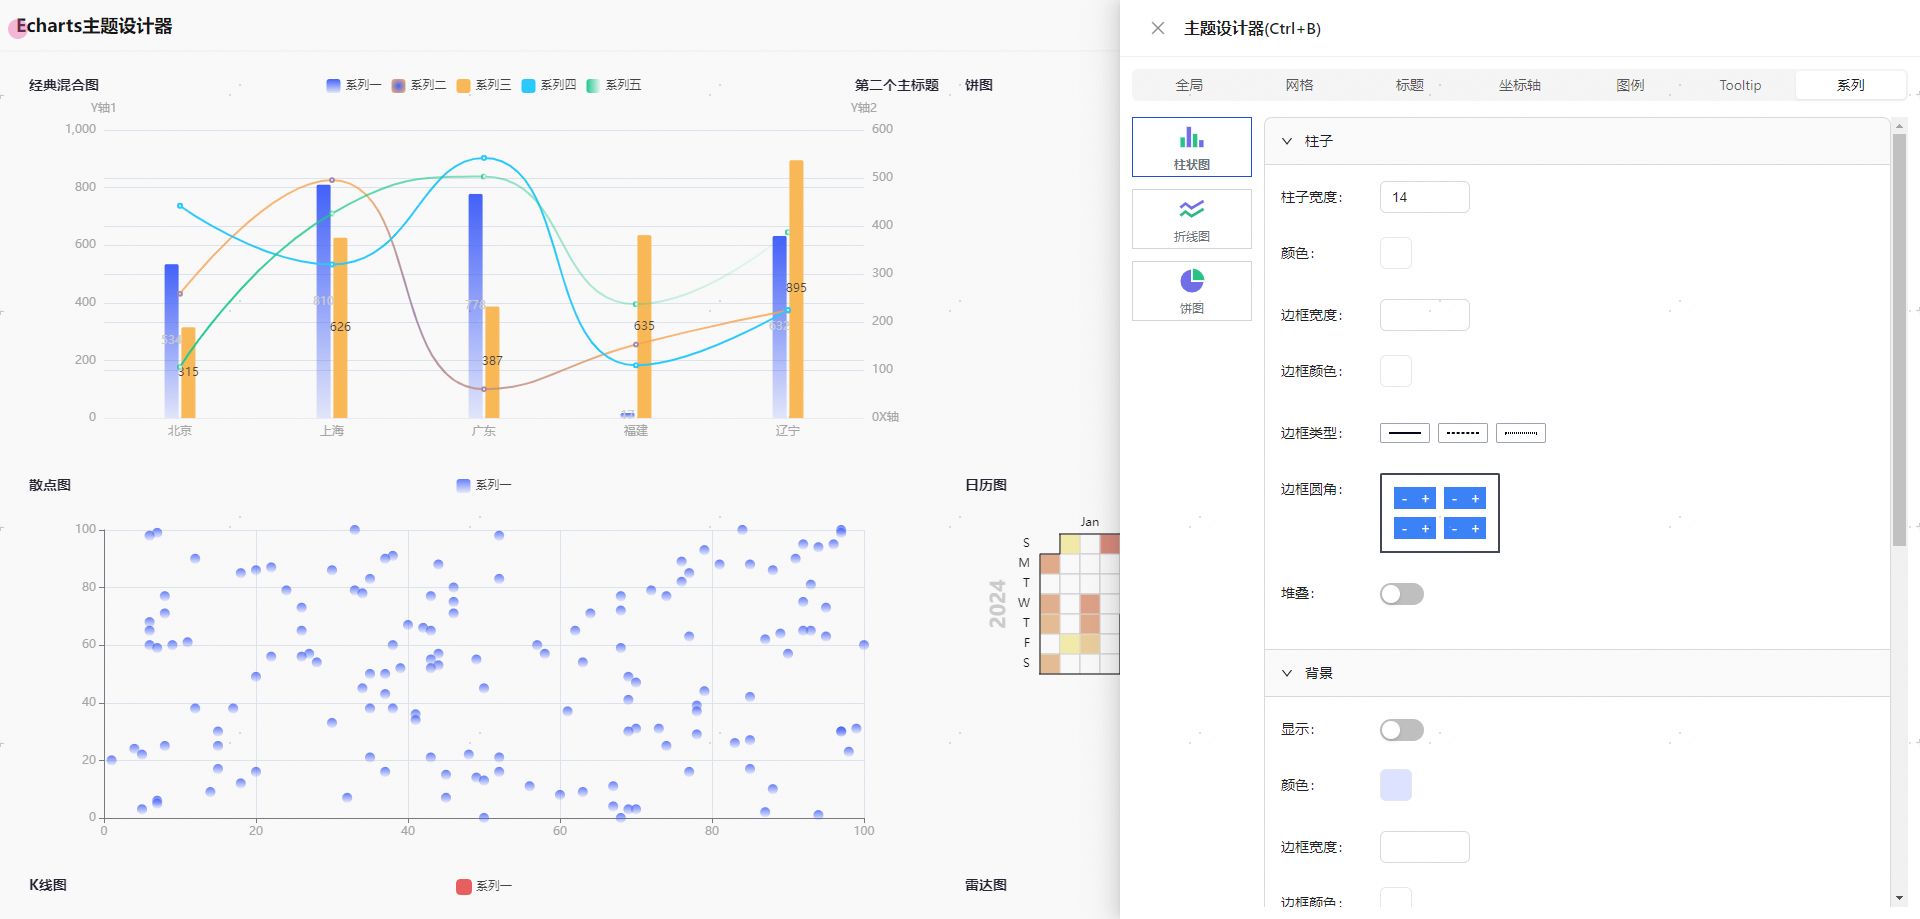 Echarts主题设计器
经典混合图
系列一
系列二
系列三
系列四
系列五
第二个主标题
饼图
Y轴1
Y轴2
1,000
800
600
400
200
0
600
500
400
300
200
100
0X轴
534
315
810
626
778
387
635
632
895
北京
上海
广东
福建
辽宁
散点图
系列一
100
80
60
40
20
0
0
20
40
60
80
100
日历图
Jan
2024
S
M
T
W
T
F
S
K线图
系列一
雷达图
主题设计器(Ctrl+B)
全局
网格
标题
坐标轴
图例
Tooltip
系列
柱状图
折线图
饼图
柱子
柱子宽度:
14
颜色:
边框宽度:
边框颜色:
边框类型:
边框圆角:
- +
- +
- +
- +
堆叠:
背景
显示:
颜色:
边框宽度:
边框颜色: